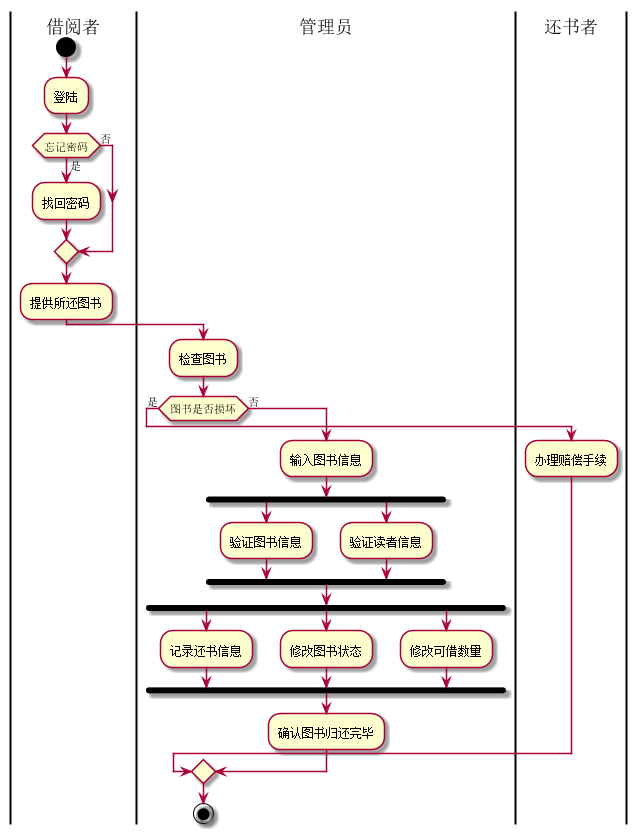 借阅者
管理员
还书者
登陆
忘记密码
否
是
找回密码
提供所还图书
检查图书
是
图书是否损坏
否
输入图书信息
办理赔偿手续
验证图书信息
验证读者信息
记录还书信息
修改图书状态
修改可借数量
确认图书归还完毕